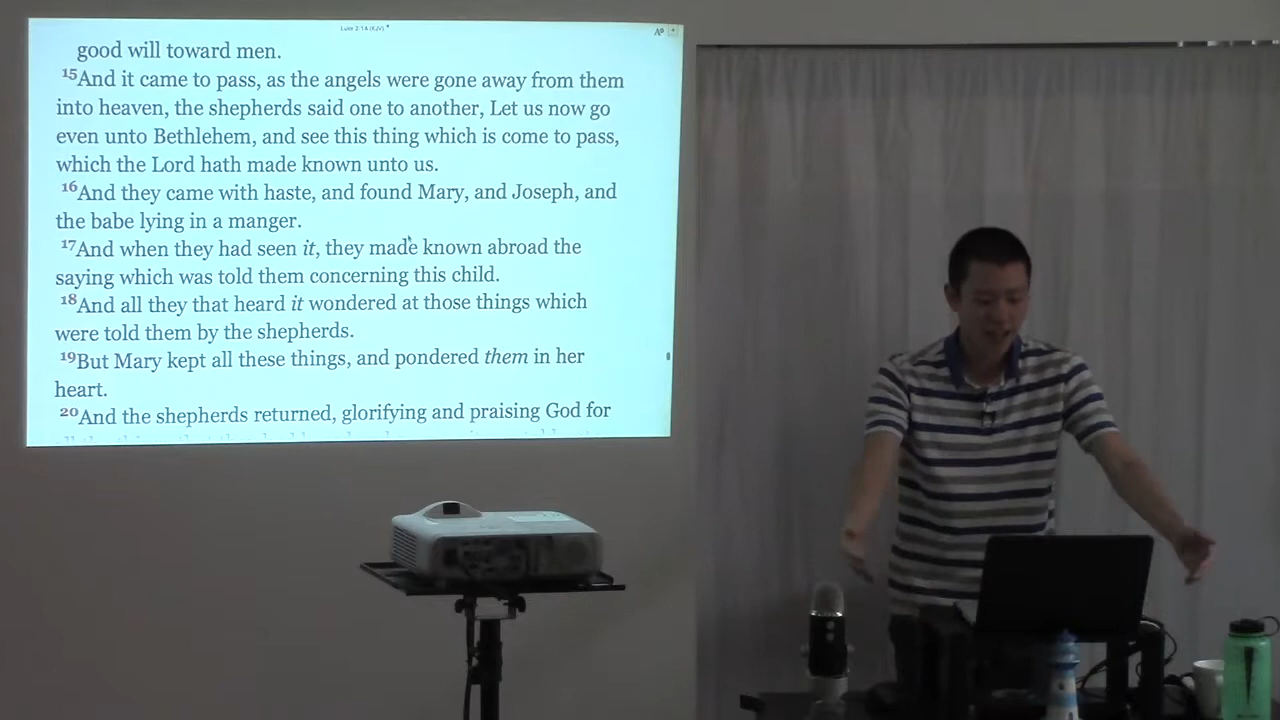 Luke 2:14 (KJV)
good will toward men.
15And it came to pass, as the angels were gone away from them
into heaven, the shepherds said one to another, Let us now go
even unto Bethlehem, and see this thing which is come to pass,
which the Lord hath made known unto us.
16And they came with haste, and found Mary, and Joseph, and
the babe lying in a manger.
17And when they had seen it, they made known abroad the
saying which was told them concerning this child.
18And all they that heard it wondered at those things which
were told them by the shepherds.
19But Mary kept all these things, and pondered them in her
heart.
20And the shepherds returned, glorifying and praising God for